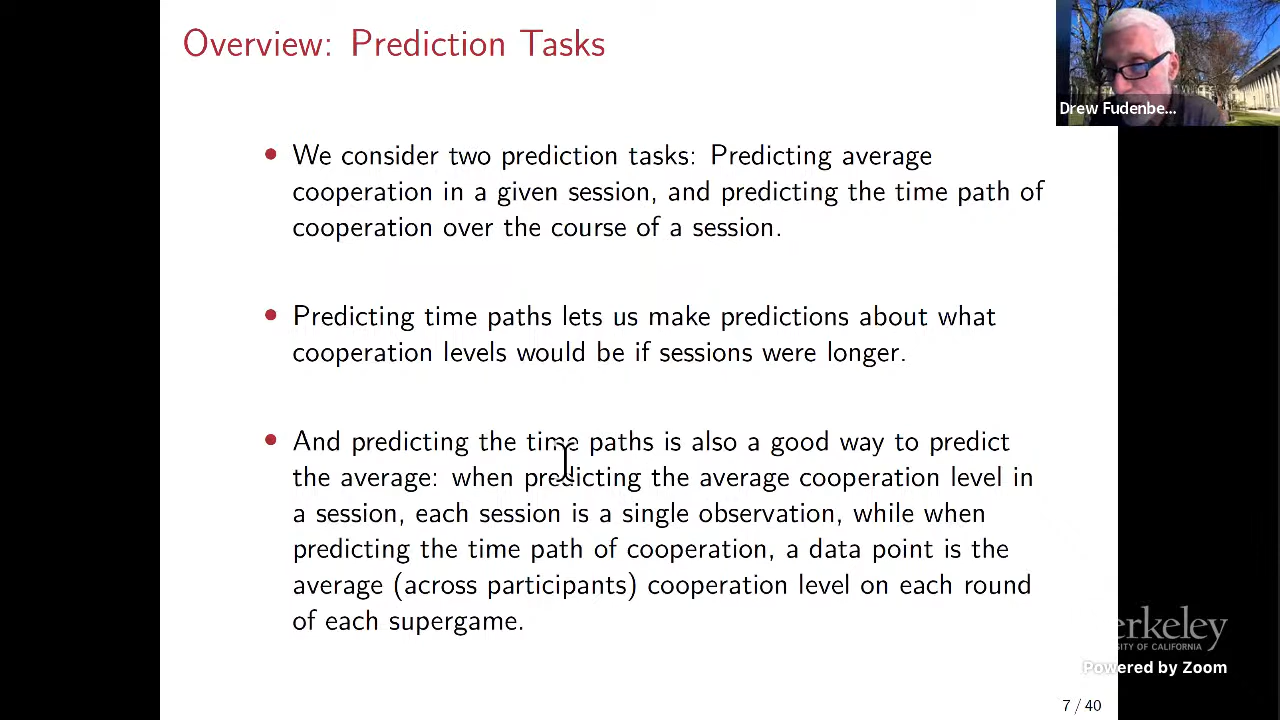 Overview: Prediction Tasks
Drew Fudenbe...
• We consider two prediction tasks: Predicting average
cooperation in a given session, and predicting the time path of
cooperation over the course of a session.
• Predicting time paths lets us make predictions about what
cooperation levels would be if sessions were longer.
• And predicting the time paths is also a good way to predict
the average: when predicting the average cooperation level in
a session, each session is a single observation, while when
predicting the time path of cooperation, a data point is the
average (across participants) cooperation level on each round
of each supergame.
erkeley
SITY OF CALIFORNIA
Powered by Zoom
7 / 40